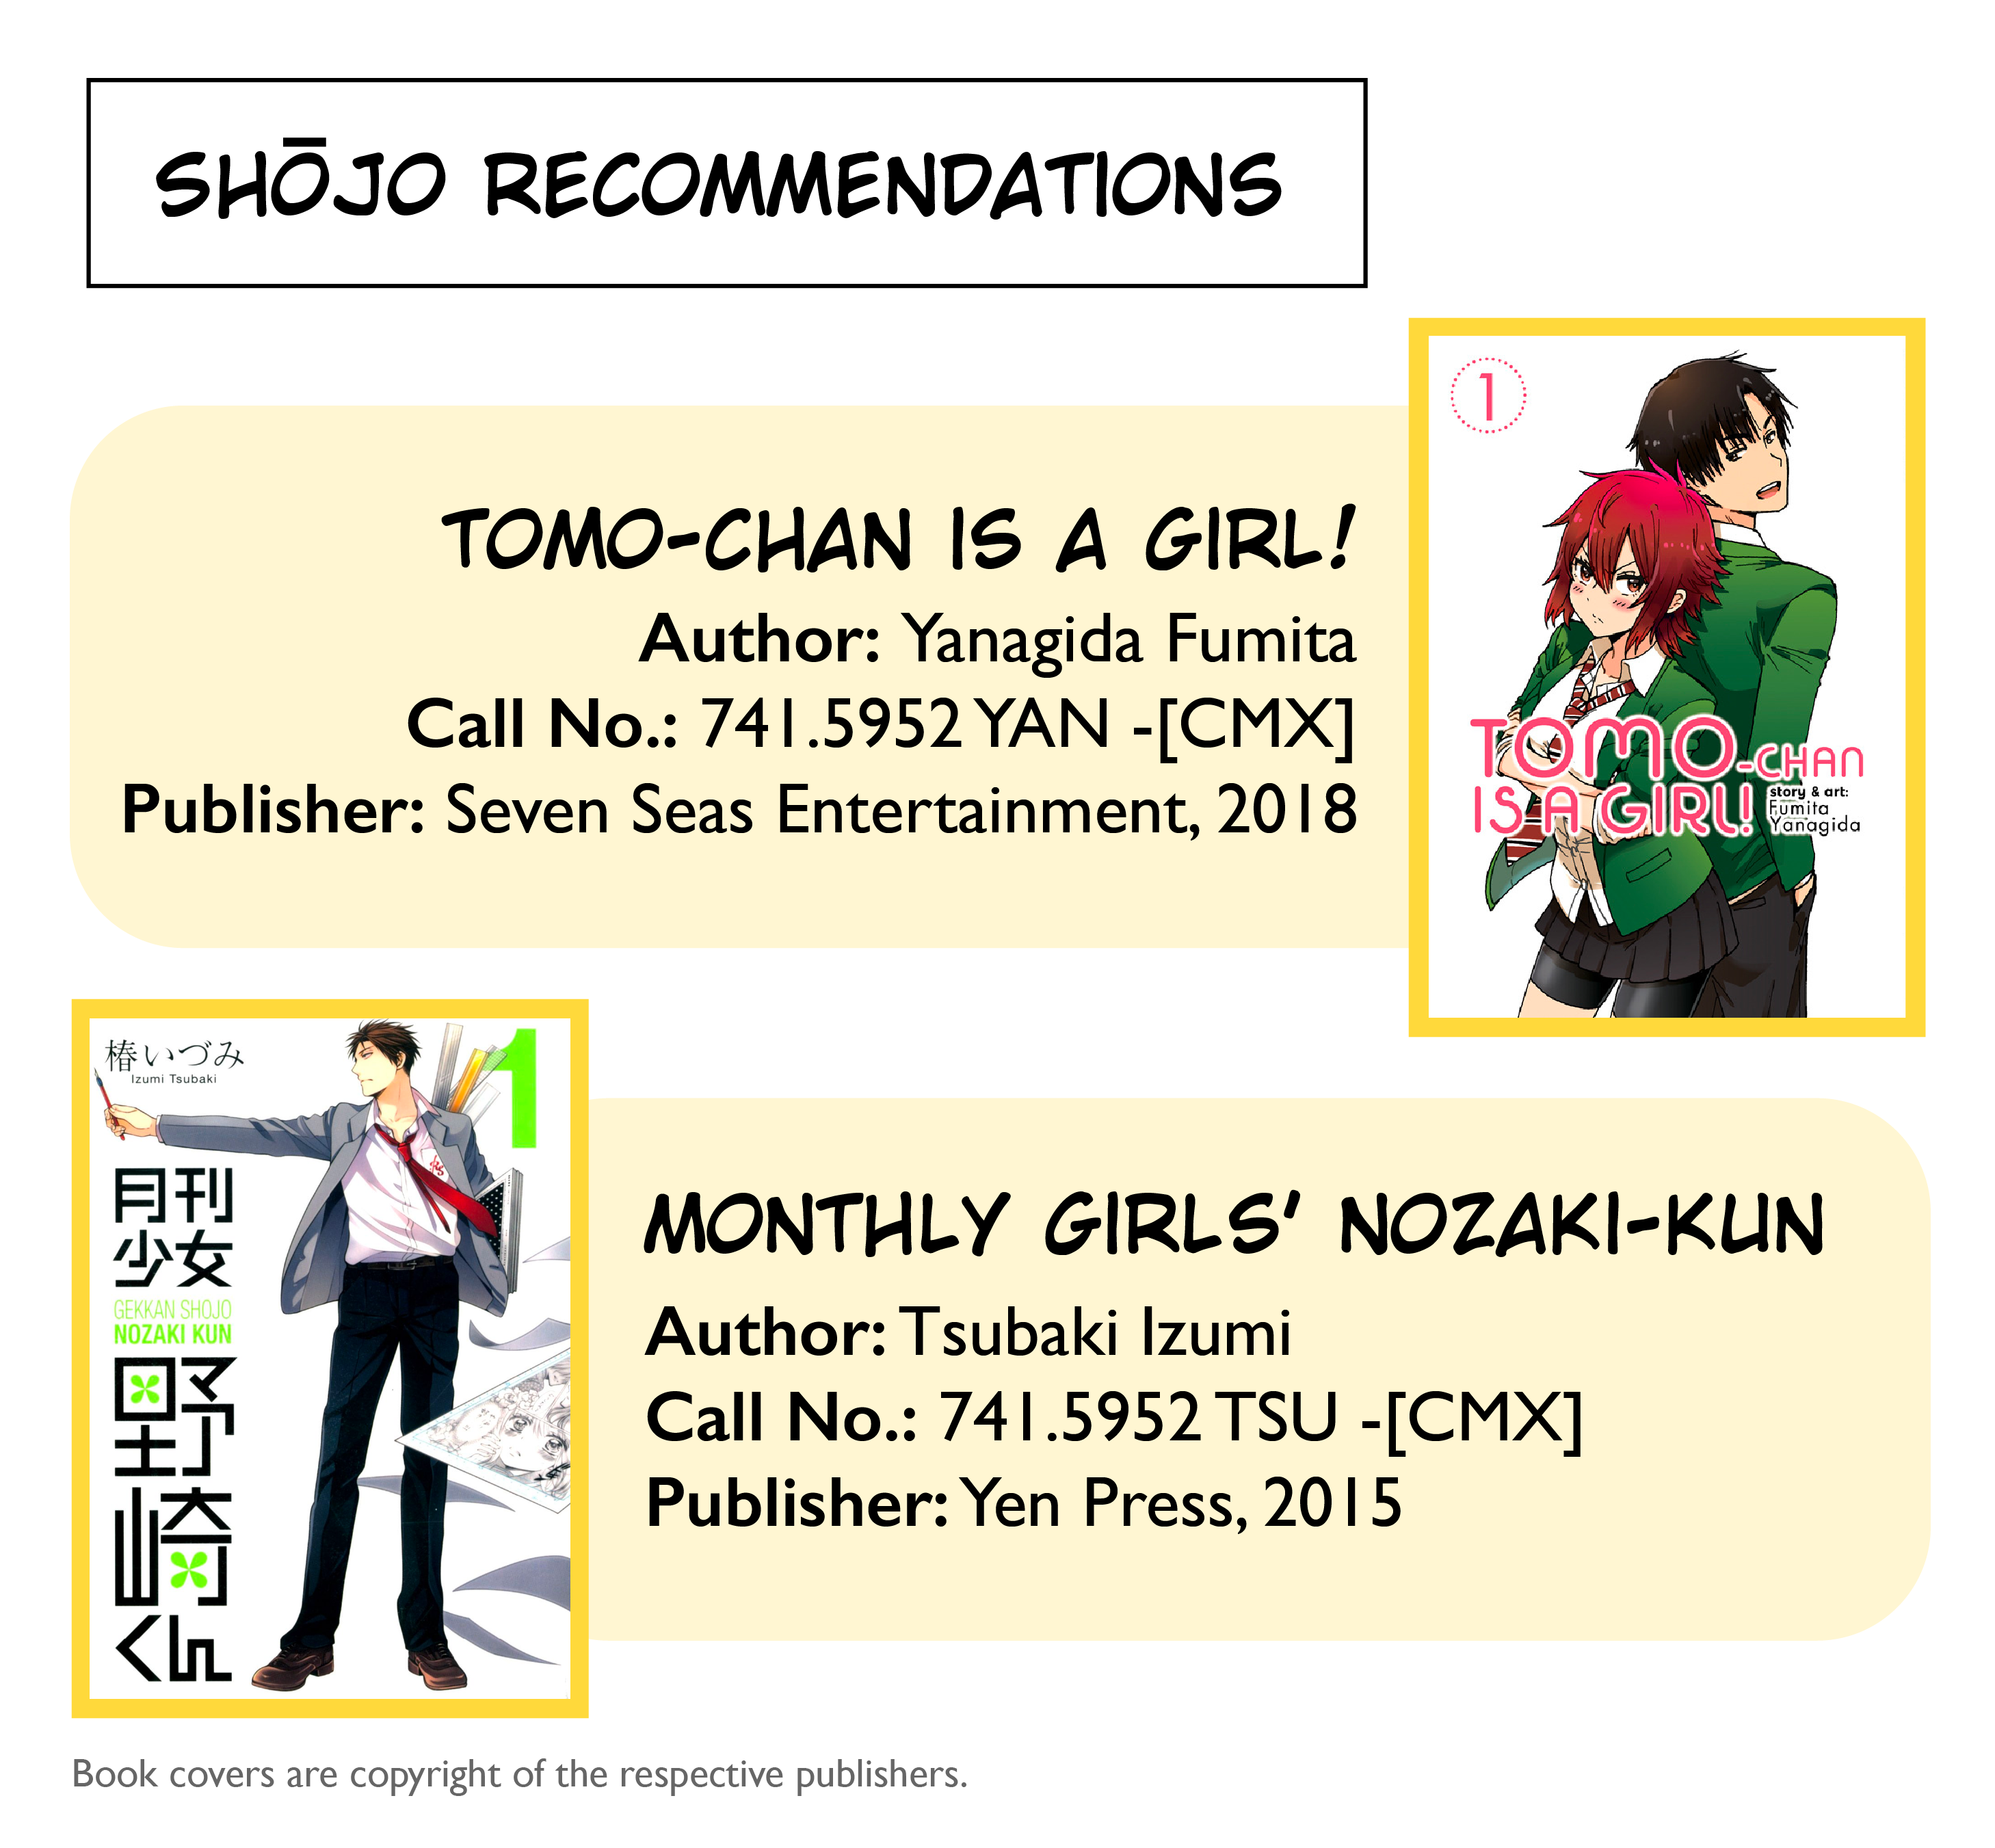 SHŌJO RECOMMENDATIONS
TOMO-CHAN IS A GIRL!
Author: Yanagida Fumita
Call No.: 741.5952 YAN -[CMX]
Publisher: Seven Seas Entertainment, 2018
1
TOMO-CHAN
IS A GIRL!
story & art:
Fumita
Yanagida
椿いづみ
Izumi Tsubaki
1
月刊
少女
GEKKAN SHOJO
NOZAKI KUN
野
崎
くん
MONTHLY GIRLS' NOZAKI-KUN
Author: Tsubaki Izumi
Call No.: 741.5952 TSU -[CMX]
Publisher: Yen Press, 2015
Book covers are copyright of the respective publishers.